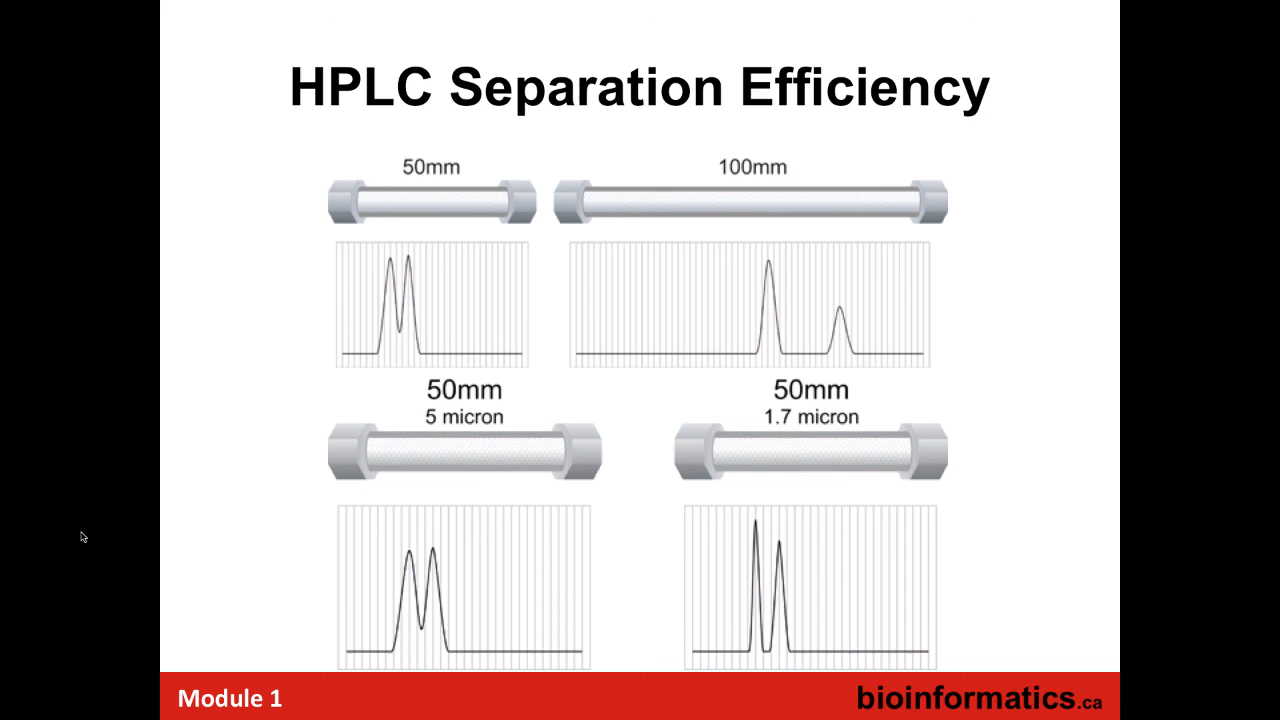 HPLC Separation Efficiency
50mm 100mm
50mm 50mm
5 micron 1.7 micron
Module 1 bioinformatics.ca